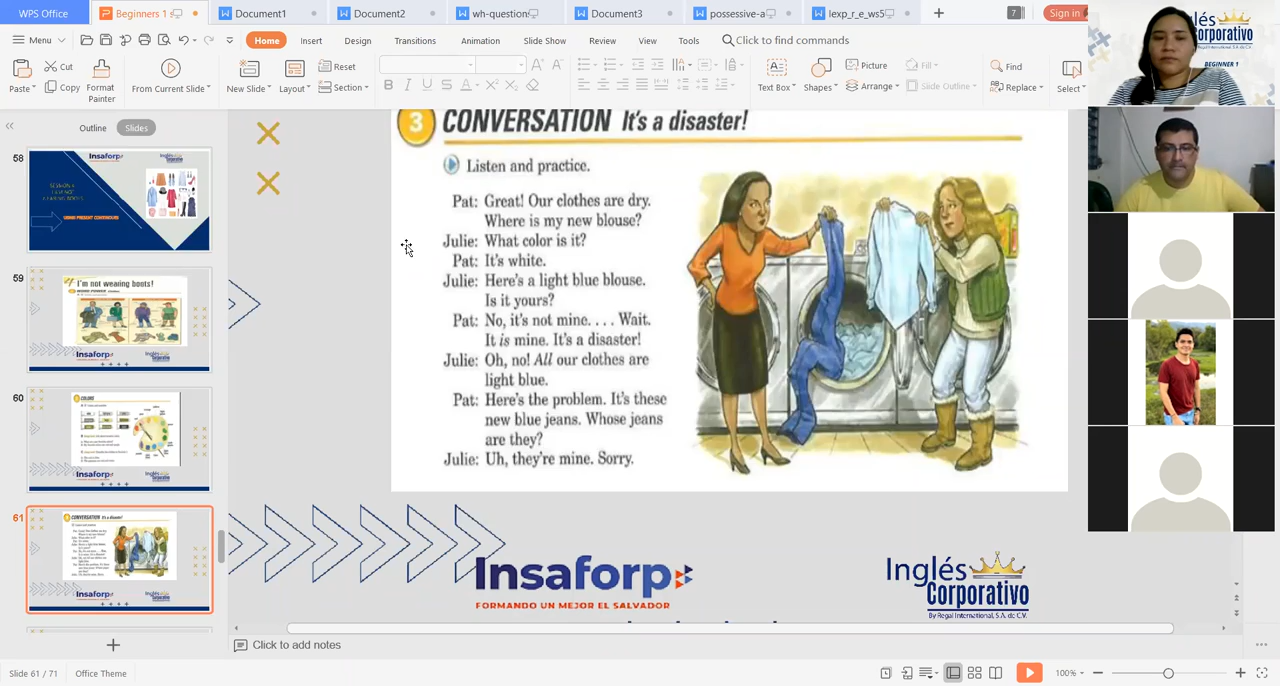 WPS Office
Beginners 1 s
Document1
Document2
wh-question
Document3
possessive-a
lexp_r_e_ws5
7
Sign in
Menu
Home
Insert
Design
Transitions
Animation
Slide Show
Review
View
Tools
Click to find commands
Paste
Cut
Copy
Format
Painter
From Current Slide
New Slide
Layout
Reset
Section
Text Box
Shapes
Picture
Arrange
Fill
Slide Outline
Find
Replace
Select
Inglés
Corporativo
BEGINNER 1
Outline
Slides
58
59
I'm not wearing boots!
Insaforp
60
COLORS
Insaforp
61
CONVERSATION It's a disaster!
Insaforp
3 CONVERSATION It's a disaster!
Listen and practice.
Pat: Great! Our clothes are dry.
Where is my new blouse?
Julie: What color is it?
Pat: It's white.
Julie: Here's a light blue blouse.
Is it yours?
Pat: No, it's not mine. . . . Wait.
It is mine. It's a disaster!
Julie: Oh, no! All our clothes are
light blue.
Pat: Here's the problem. It's these
new blue jeans. Whose jeans
are they?
Julie: Uh, they're mine. Sorry.
Insaforp
FORMANDO UN MEJOR EL SALVADOR
Inglés
Corporativo
By Regal International, S.A. de C.V.
Click to add notes
Slide 61 / 71
Office Theme
100%